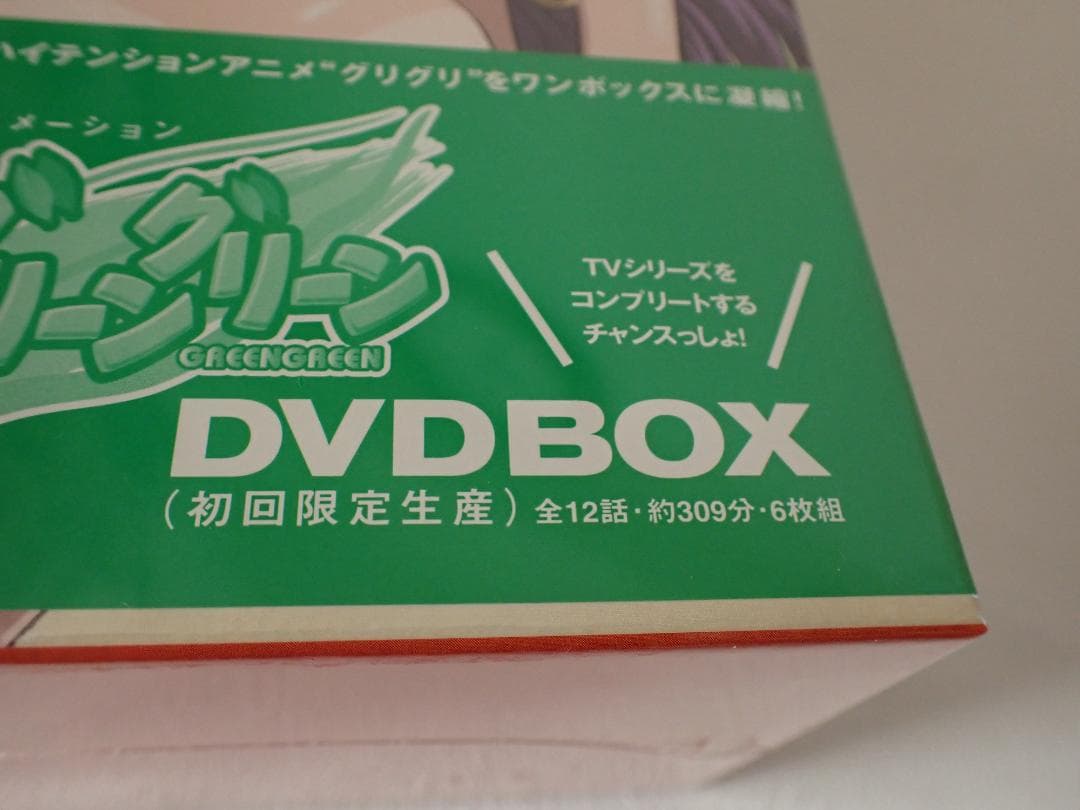 ハイテンションアニメ“グリグリ”をワンボックスに凝縮！
メーション
グリーングリーン
GREENGREEN
TVシリーズを
コンプリートする
チャンスっしょ！
DVDBOX
（初回限定生産）全12話・約309分・6枚組